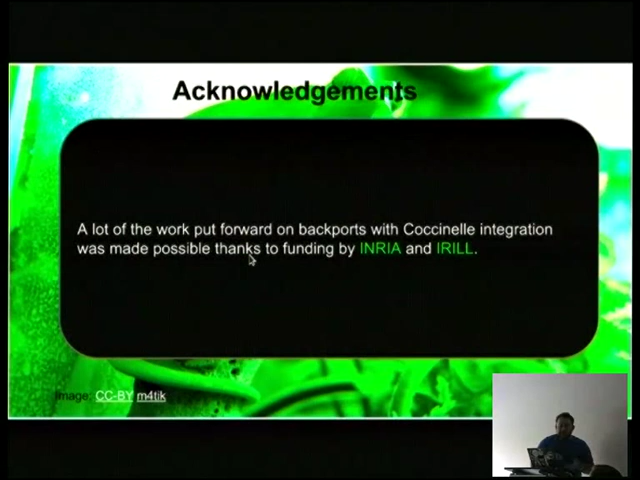 Acknowledgements
A lot of the work put forward on backports with Coccinelle integration
was made possible thanks to funding by INRIA and IRILL.
Image: CC-BY m4tik